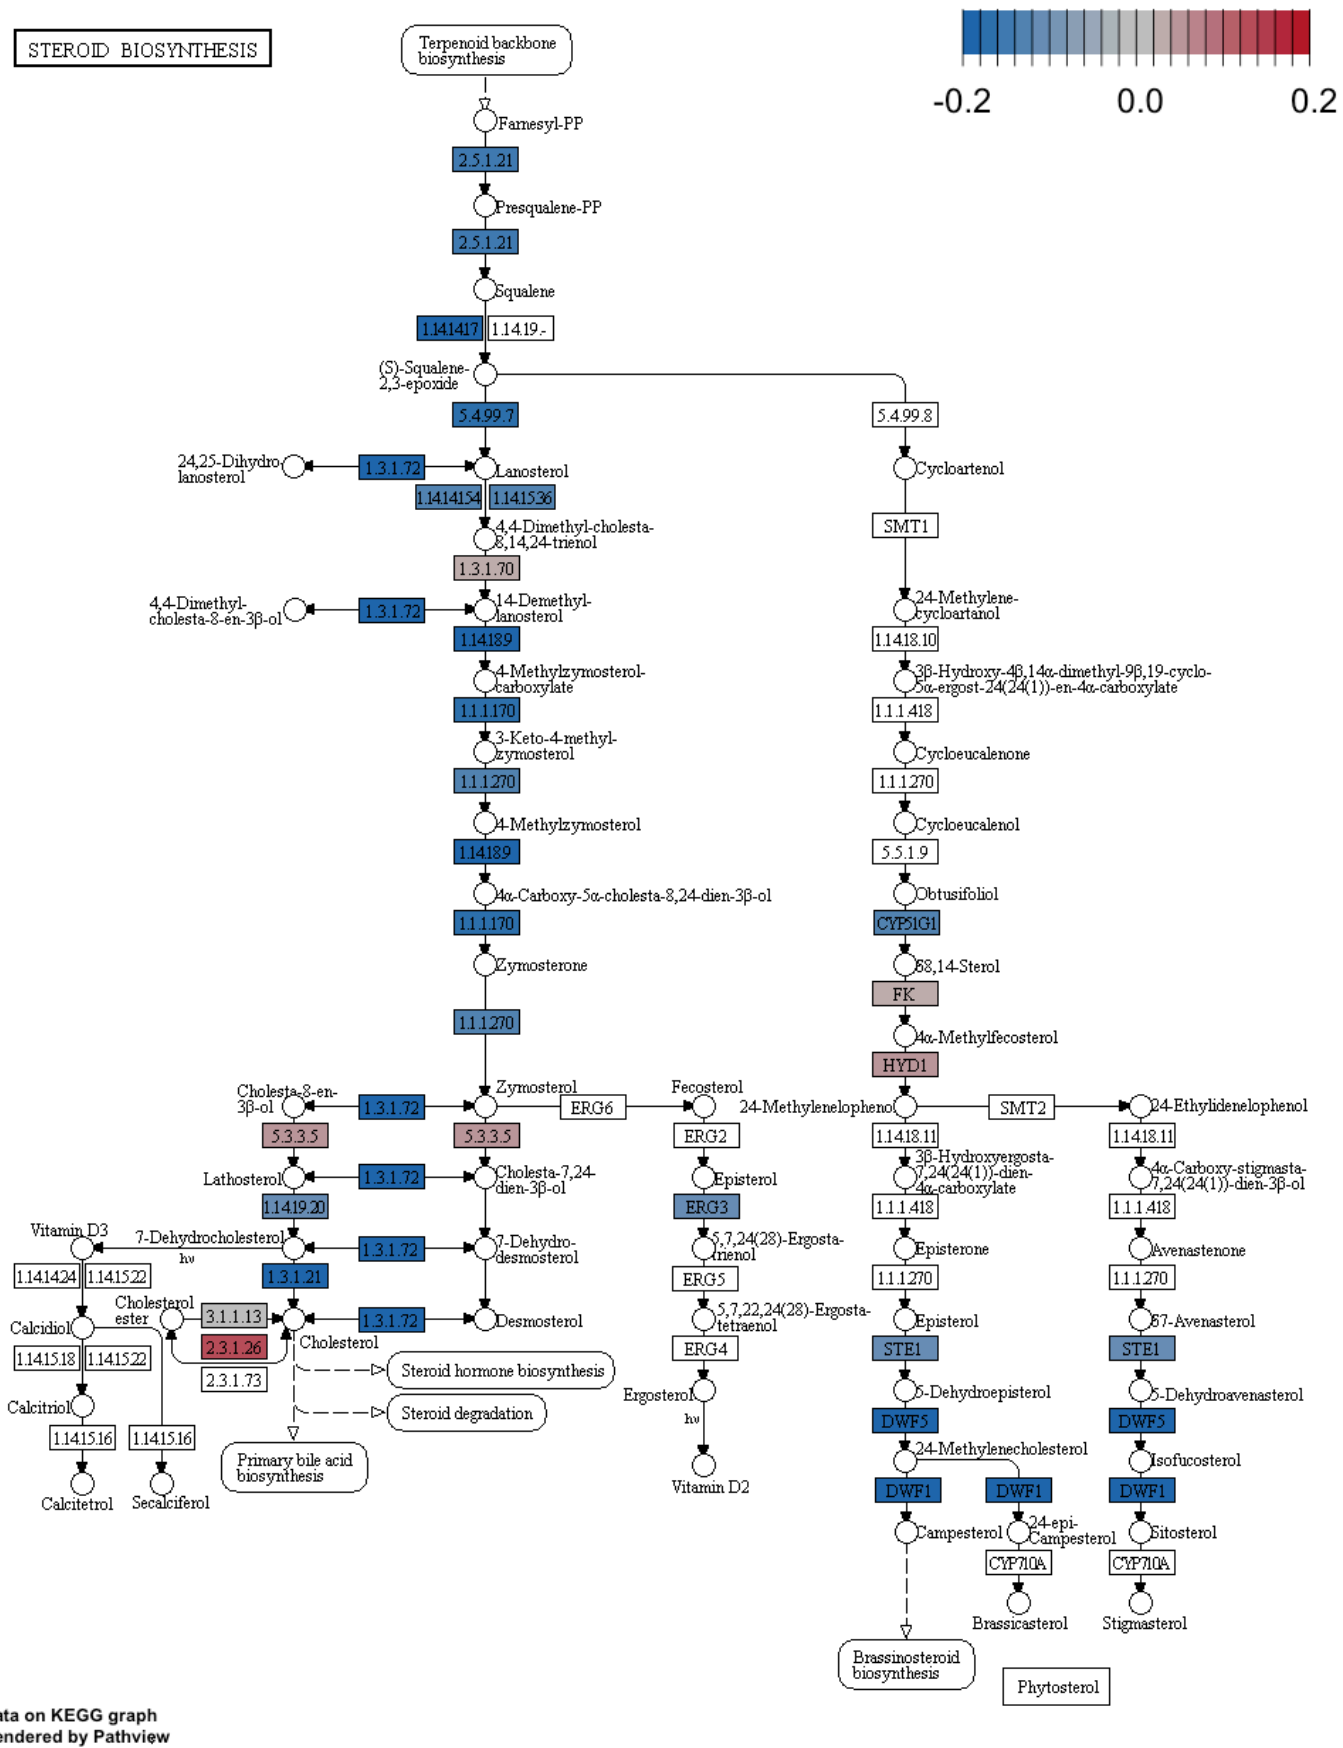 STEROID BIOSYNTHESIS
-0.2
0.0
0.2
Terpenoid backbone
biosynthesis
Farnesyl-PP
2.5.1.21
Presqualene-PP
2.5.1.21
Squalene
1.14.14.17
1.14.19.-
(S)-Squalene-
2,3-epoxide
5.4.99.7
5.4.99.8
24,25-Dihydro
lanosterol
1.3.1.72
Lanosterol
Cycloartenol
1.14.14.154
1.14.15.36
SMT1
4,4-Dimethyl-cholesta-
8,14,24-trienol
1.3.1.70
4,4-Dimethyl-
cholesta-8-en-3β-ol
1.3.1.72
14-Demethyl-
lanosterol
24-Methylene-
cycloartanol
1.14.18.9
1.14.18.10
4-Methylzymosterol-
carboxylate
3β-Hydroxy-4β,14α-dimethyl-9β,19-cyclo-
5α-ergost-24(24(1))-en-4α-carboxylate
1.1.1.170
1.1.1.418
3-Keto-4-methyl-
zymosterol
Cycloeucalenone
1.1.1.270
1.1.1.270
4-Methylzymosterol
Cycloeucalenol
1.14.18.9
5.5.1.9
4α-Carboxy-5α-cholesta-8,24-dien-3β-ol
Obtusifoliol
1.1.1.170
CYP51G1
Zymosterone
δ8,14-Sterol
FK
1.1.1.270
4α-Methylfecosterol
HYD1
Cholesta-8-en-
3β-ol
1.3.1.72
Zymosterol
ERG6
Fecosterol
24-Methylenelophenol
SMT2
24-Ethylidenelophenol
5.3.3.5
5.3.3.5
ERG2
1.14.18.11
1.14.18.11
Lathosterol
1.3.1.72
Cholesta-7,24-
dien-3β-ol
Episterol
3β-Hydroxyergosta-
7,24(24(1))-dien-
4α-carboxylate
4α-Carboxy-stigmasta-
7,24(24(1))-dien-3β-ol
1.14.19.20
ERG3
1.1.1.418
1.1.1.418
Vitamin D3
7-Dehydrocholesterol
hν
1.3.1.72
7-Dehydro-
desmosterol
5,7,24(28)-Ergosta-
trienol
Episterone
Avenastenone
1.14.14.24
1.14.15.22
1.3.1.21
ERG5
1.1.1.270
1.1.1.270
Cholesterol
ester
3.1.1.13
1.3.1.72
Desmosterol
5,7,22,24(28)-Ergosta-
tetraenol
Episterol
δ7-Avenasterol
Calcidiol
2.3.1.26
Cholesterol
1.14.15.18
1.14.15.22
2.3.1.73
Steroid hormone biosynthesis
ERG4
STE1
STE1
Calcitriol
Steroid degradation
Ergosterol
hν
5-Dehydroepisterol
5-Dehydroavenasterol
1.14.15.16
1.14.15.16
DWF5
DWF5
Primary bile acid
biosynthesis
24-Methylenecholesterol
Isofucosterol
Calcitetrol
Secalciferol
Vitamin D2
DWF1
DWF1
DWF1
Campesterol
24-epi-
Campesterol
Sitosterol
CYP710A
CYP710A
Brassicasterol
Stigmasterol
Brassinosteroid
biosynthesis
Phytosterol
ata on KEGG graph
endered by Pathview